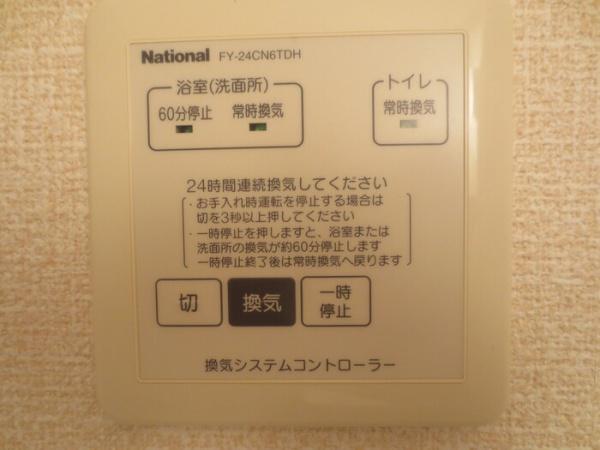 National FY-24CN6TDH
浴室(洗面所)
60分停止 常時換気
トイレ
常時換気
24時間連続換気してください
・お手入れ時運転を停止する場合は
切を3秒以上押してください
・一時停止を押しますと、浴室または
洗面所の換気が約60分停止します
一時停止終了後は常時換気へ戻ります
切
換気
一時
停止
換気システムコントローラー